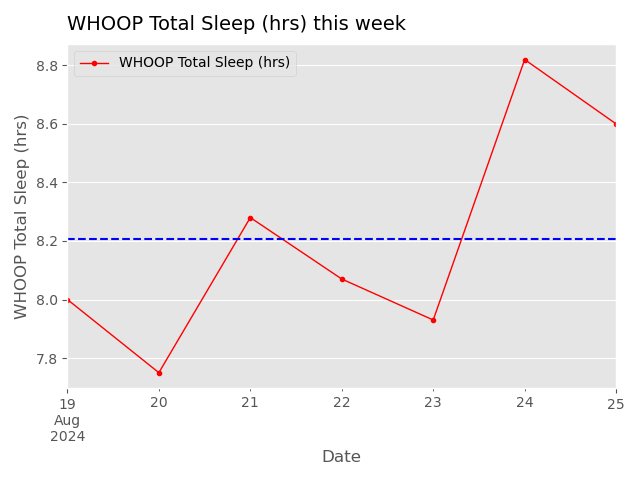 WHOOP Total Sleep (hrs) this week
WHOOP Total Sleep (hrs)
WHOOP Total Sleep (hrs)
8.8
8.6
8.4
8.2
8.0
7.8
19 20 21 22 23 24 25
Aug
2024
Date